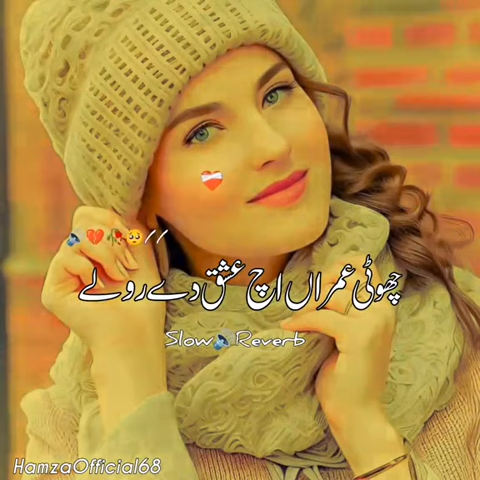 🔊💔🥀🥺//
چھوٹی عمراں اچ عشق دے رولے
Slow🔊Reverb
HamzaOfficial68